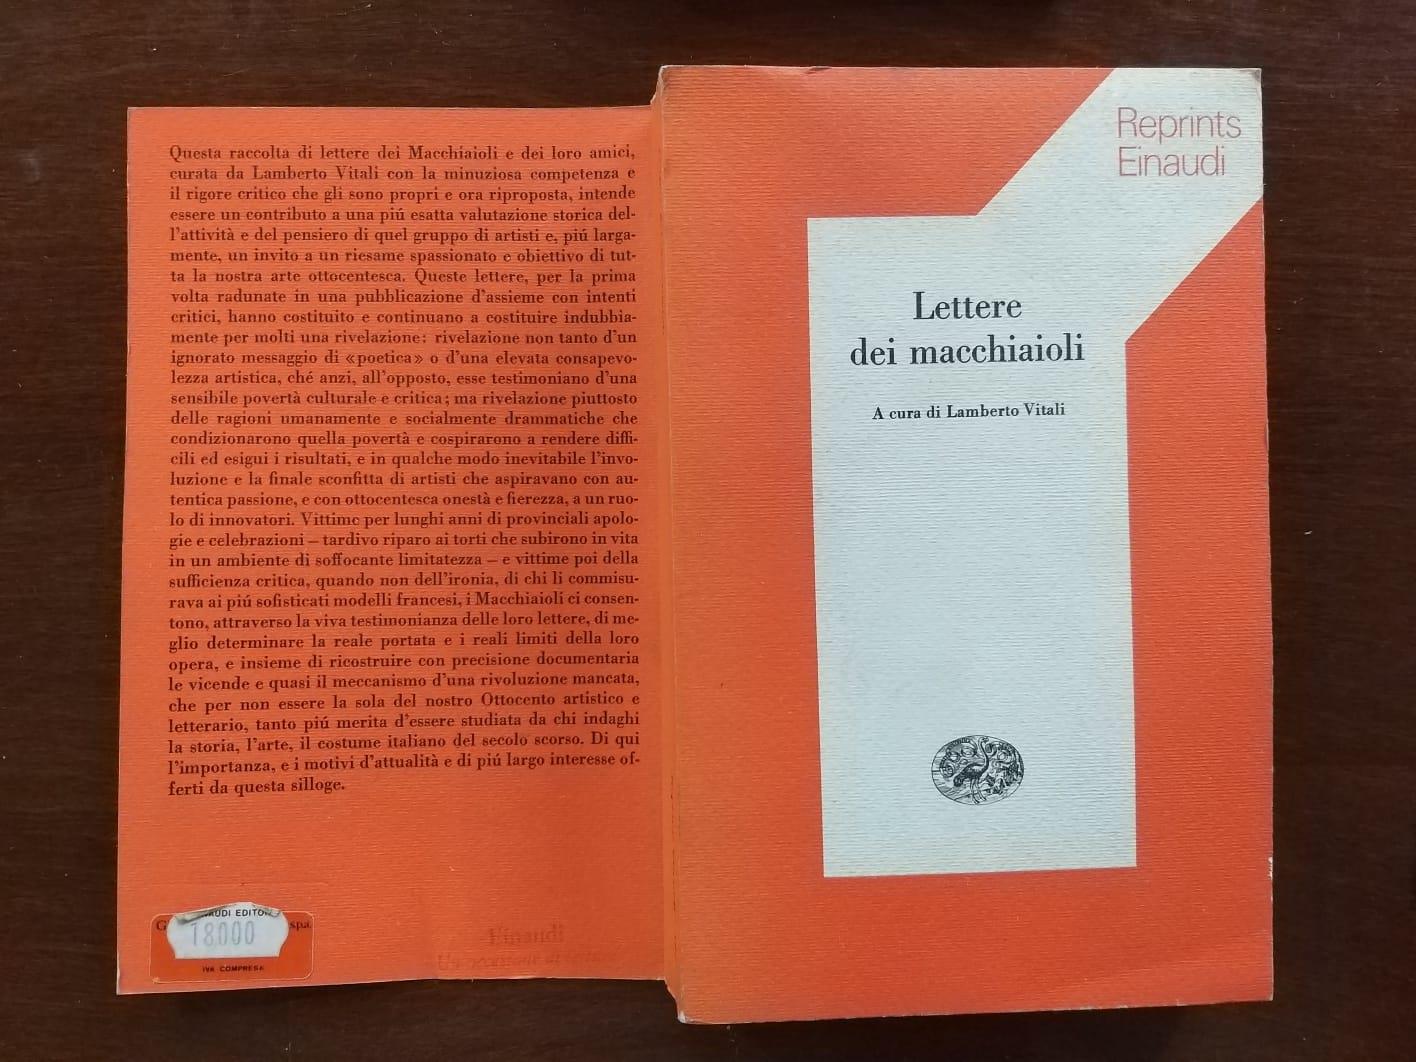 Questa raccolta di lettere dei Macchiaioli e dei loro amici,
curata da Lamberto Vitali con la minuziosa competenza e
il rigore critico che gli sono propri e ora riproposta, intende
essere un contributo a una piú esatta valutazione storica del-
l'attività e del pensiero di quel gruppo di artisti e, piú larga-
mente, un invito a un riesame spassionato e obiettivo di tut-
ta la nostra arte ottocentesca. Queste lettere, per la prima
volta radunate in una pubblicazione d'assieme con intenti
critici, hanno costituito e continuano a costituire indubbia-
mente per molti una rivelazione: rivelazione non tanto d'un
ignorato messaggio di «poetica» o d'una elevata consapevo-
lezza artistica, ché anzi, all'opposto, esse testimoniano d'una
sensibile povertà culturale e critica; ma rivelazione piuttosto
delle ragioni umanamente e socialmente drammatiche che
condizionarono quella povertà e cospirarono a rendere diffi-
cili ed esigui i risultati, e in qualche modo inevitabile l'invo-
luzione e la finale sconfitta di artisti che aspiravano con au-
tentica passione, e con ottocentesca onestà e fierezza, a un ruo-
lo di innovatori. Vittime per lunghi anni di provinciali apolo-
gie e celebrazioni – tardivo riparo ai torti che subirono in vita
in un ambiente di soffocante limitatezza – e vittime poi della
sufficienza critica, quando non dell'ironia, di chi li commisu-
rava ai piú sofisticati modelli francesi, i Macchiaioli ci consen-
tono, attraverso la viva testimonianza delle loro lettere, di me-
glio determinare la reale portata e i reali limiti della loro
opera, e insieme di ricostruire con precisione documentaria
le vicende e quasi il meccanismo d'una rivoluzione mancata,
che per non essere la sola del nostro Ottocento artistico e
letterario, tanto piú merita d'essere studiata da chi indaghi
la storia, l'arte, il costume italiano del secolo scorso. Di qui
l'importanza, e i motivi d'attualità e di piú largo interesse of-
ferti da questa silloge.
spa
18000
IVA COMPRESA
Einaudi
Reprints
Einaudi
Lettere
dei macchiaioli
A cura di Lamberto Vitali